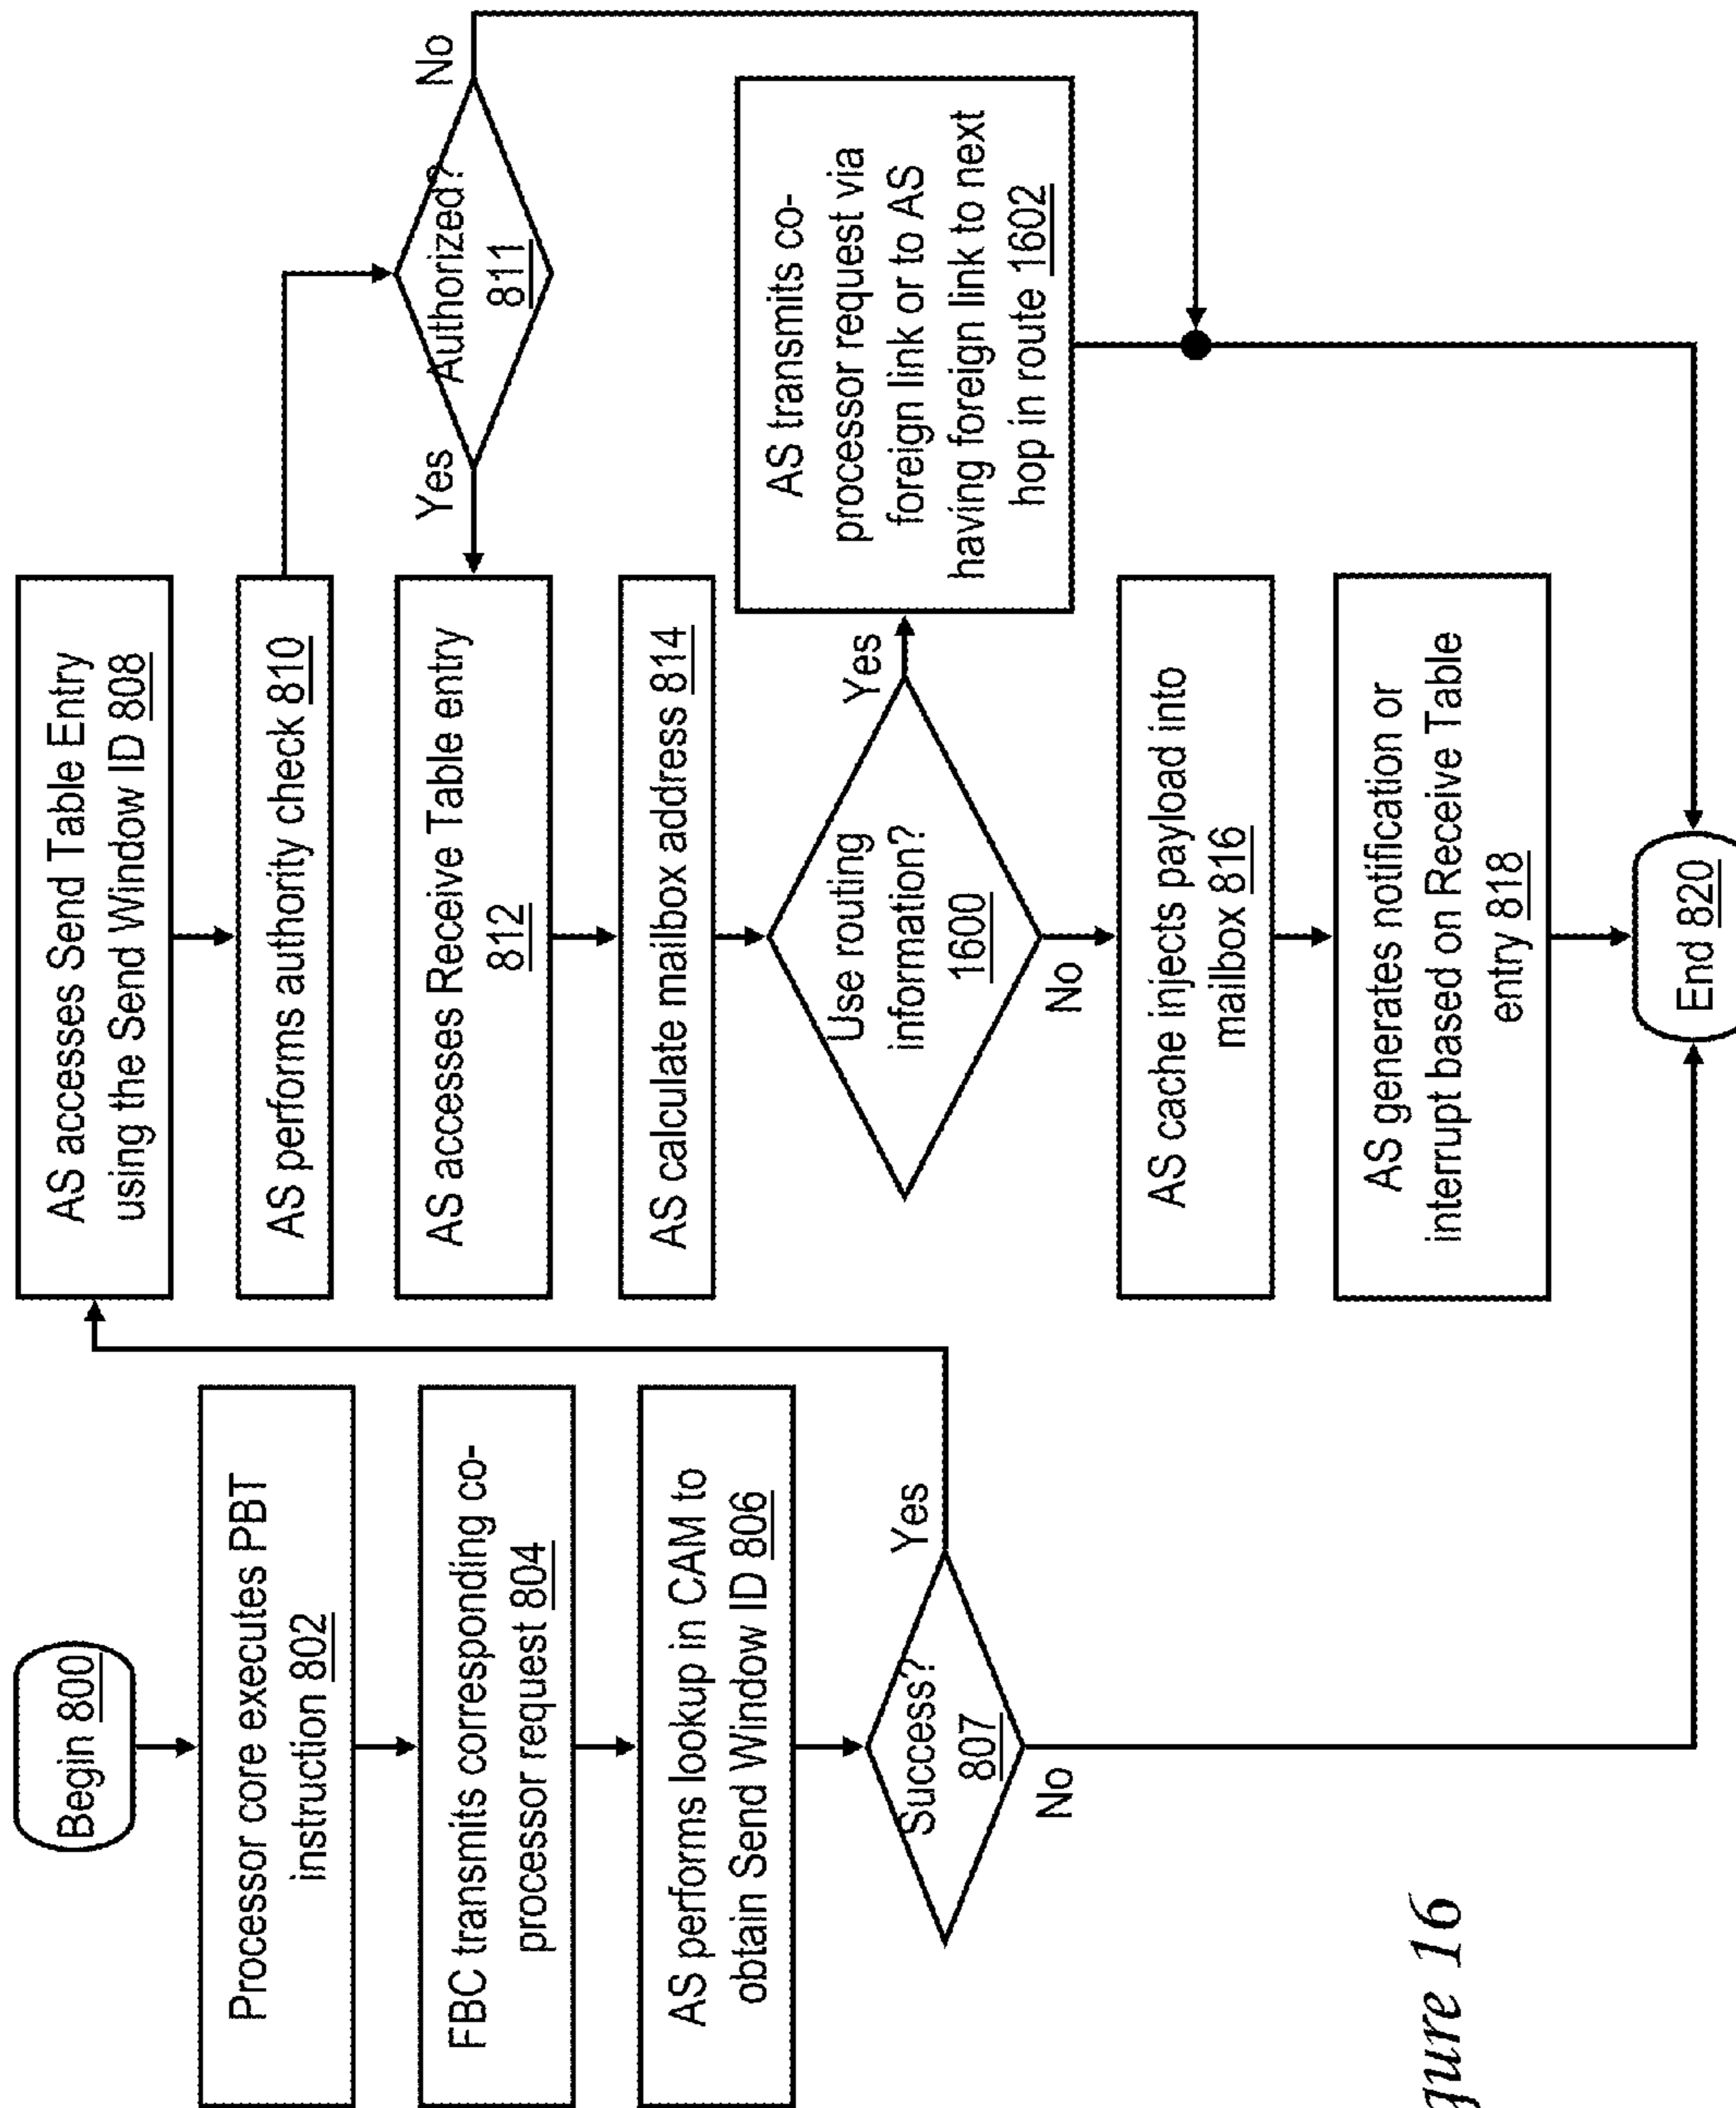 Begin 800
Processor core executes PBT
instruction 802
FBC transmits corresponding co-
processor request 804
AS performs lookup in CAM to
obtain Send Window ID 806
Success?
807
Yes
No
AS accesses Send Table Entry
using the Send Window ID 808
AS performs authority check 810
Authorized?
811
Yes
No
AS accesses Receive Table entry
812
AS calculate mailbox address 814
Use routing
information?
1600
Yes
No
AS transmits co-
processor request via
foreign link or to AS
having foreign link to next
hop in route 1602
AS cache injects payload into
mailbox 816
AS generates notification or
interrupt based on Receive Table
entry 818
End 820
gure 16